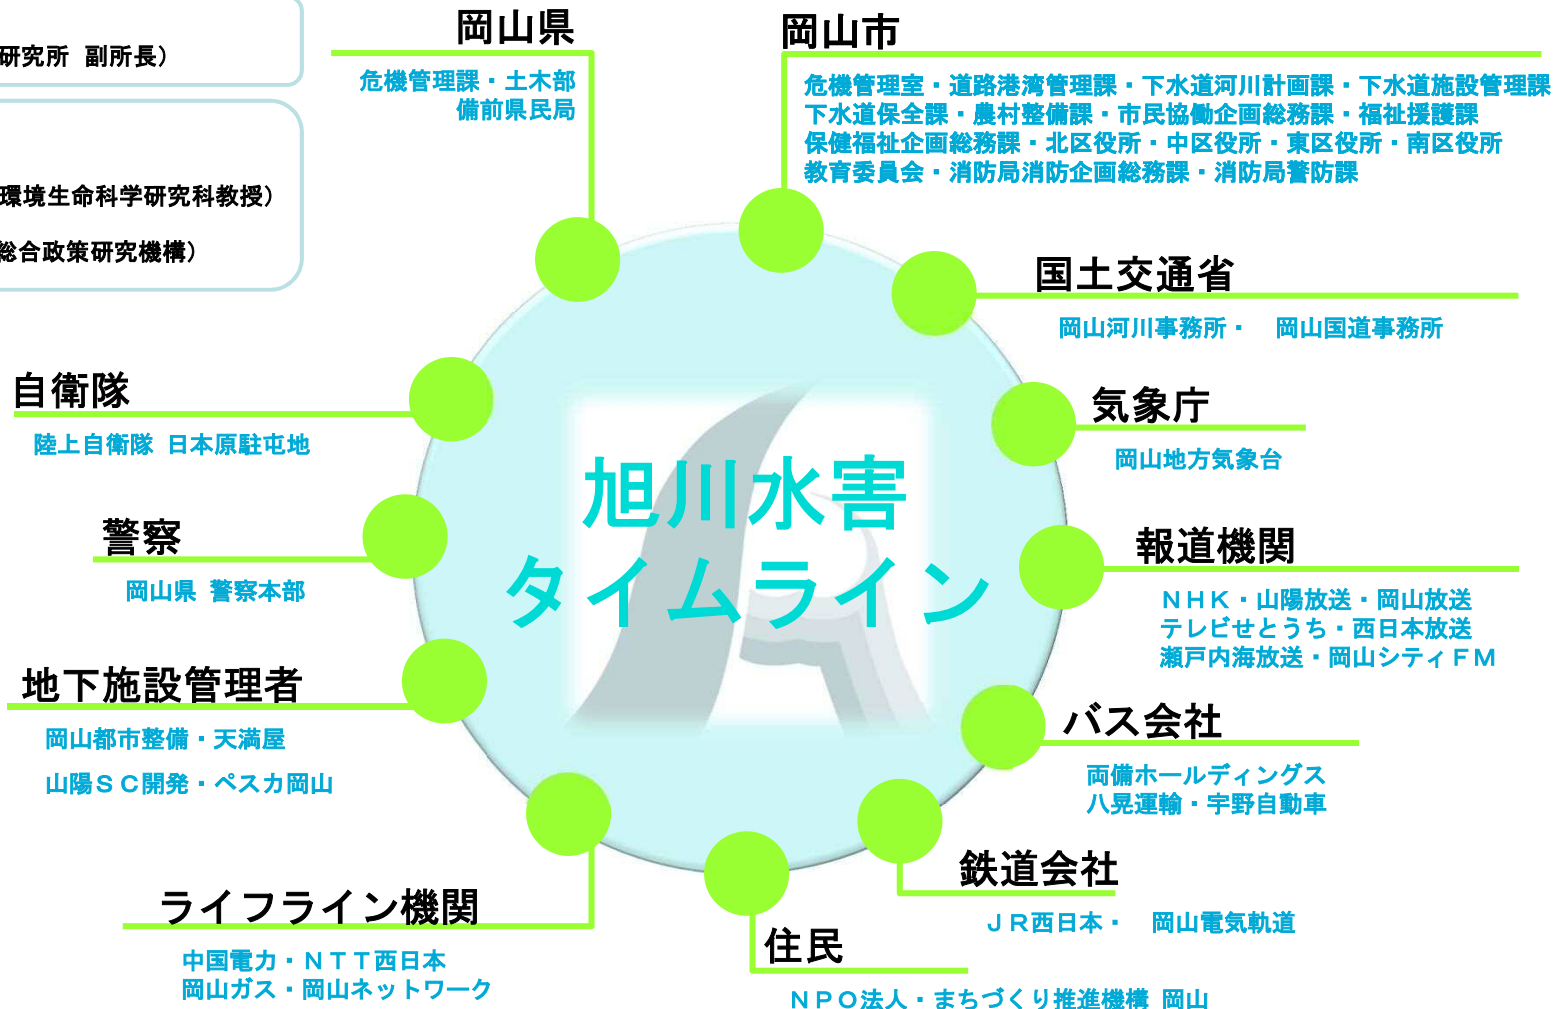 研究所 副所長）
環境生命科学研究科教授）
総合政策研究機構）
岡山県
危機管理課・土木部
備前県民局
岡山市
危機管理室・道路港湾管理課・下水道河川計画課・下水道施設管理課
下水道保全課・農村整備課・市民協働企画総務課・福祉援護課
保健福祉企画総務課・北区役所・中区役所・東区役所・南区役所
教育委員会・消防局消防企画総務課・消防局警防課
国土交通省
岡山河川事務所・　岡山国道事務所
気象庁
岡山地方気象台
報道機関
ＮＨＫ・山陽放送・岡山放送
テレビせとうち・西日本放送
瀬戸内海放送・岡山シティＦＭ
バス会社
両備ホールディングス
八晃運輸・宇野自動車
鉄道会社
ＪＲ西日本・　岡山電気軌道
住民
ＮＰＯ法人・まちづくり推進機構 岡山
ライフライン機関
中国電力・ＮＴＴ西日本
岡山ガス・岡山ネットワーク
地下施設管理者
岡山都市整備・天満屋
山陽ＳＣ開発・ペスカ岡山
警察
岡山県 警察本部
自衛隊
陸上自衛隊 日本原駐屯地
旭川水害
タイムライン